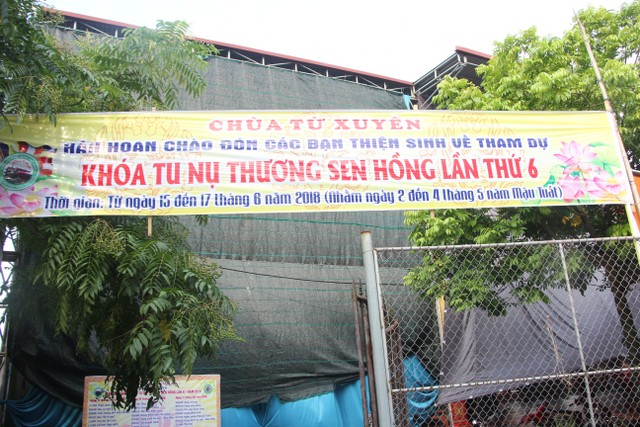 CHÙA TỪ XUYÊN
HÂN HOAN CHÀO ĐÓN CÁC BẠN THIỆN SINH VỀ THAM DỰ
KHÓA TU NỤ THƯƠNG SEN HỒNG LẦN THỨ 6
Thời gian: Từ ngày 15 đến 17 tháng 6 năm 2018 (Nhằm ngày 2 đến 4 tháng 5 năm Mậu Tuất)